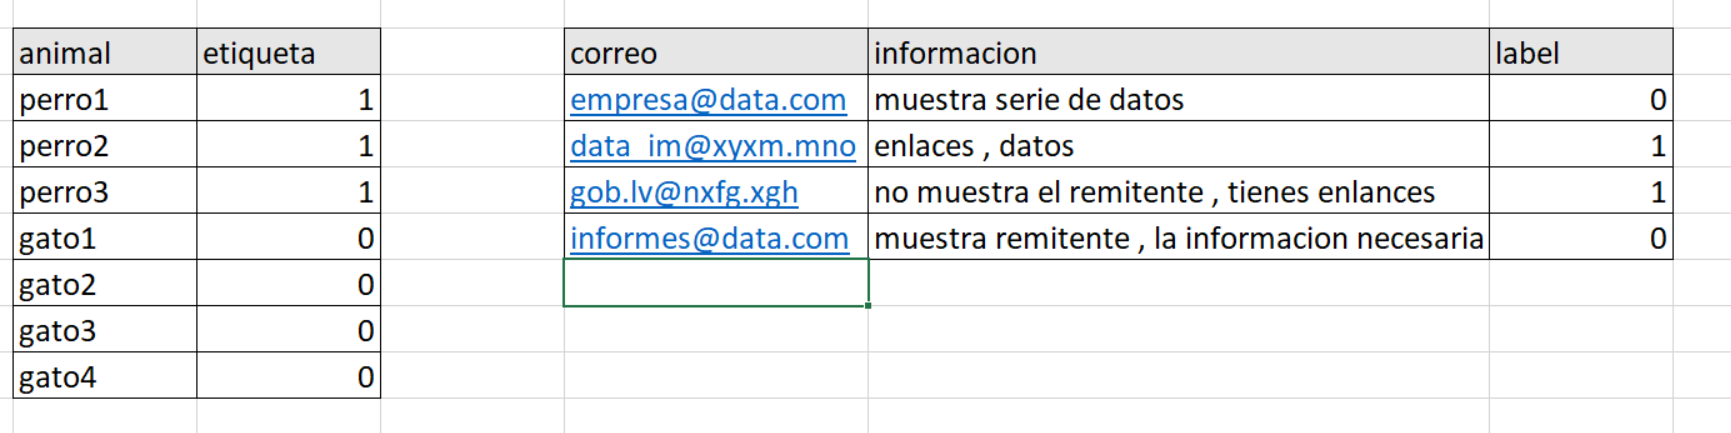 animal etiqueta
perro1 1
perro2 1
perro3 1
gato1 0
gato2 0
gato3 0
gato4 0
correo informacion label
empresa@data.com muestra serie de datos 0
data_im@xyxm.mno enlaces , datos 1
gob.lv@nxfg.xgh no muestra el remitente , tienes enlances 1
informes@data.com muestra remitente , la informacion necesaria 0